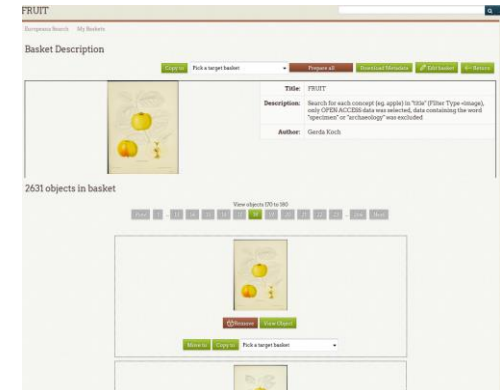 FRUIT
Europeana Search My Baskets
Basket Description
Copy to Pick a target basket Prepare all Download Metadata Edit basket Return
Title: FRUIT
Description: Search for each concept (eg. apple) in "title" (Filter Type=image),
only OPEN ACCESS data was selected, data containing the word
"specimen" or "archaeology" was excluded
Author: Gerda Koch
2631 objects in basket
View objects 170 to 180
18
Remove View Object
Move to Copy to Pick a target basket